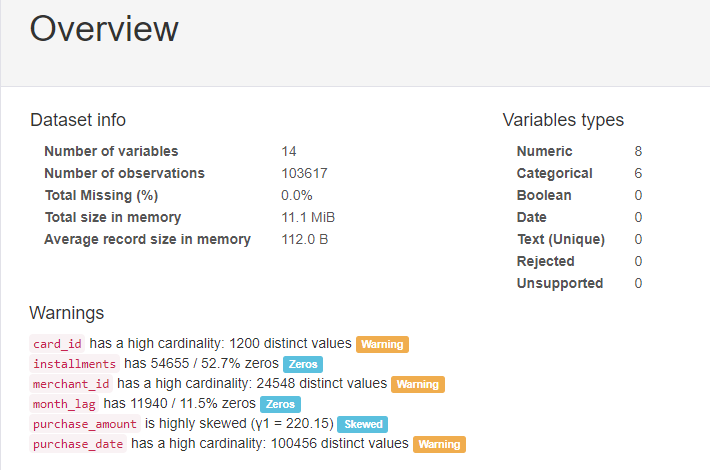 Overview
Dataset info
Number of variables 14
Number of observations 103617
Total Missing (%) 0.0%
Total size in memory 11.1 MiB
Average record size in memory 112.0 B
Variables types
Numeric 8
Categorical 6
Boolean 0
Date 0
Text (Unique) 0
Rejected 0
Unsupported 0
Warnings
card_id has a high cardinality: 1200 distinct values Warning
installments has 54655 / 52.7% zeros Zeros
merchant_id has a high cardinality: 24548 distinct values Warning
month_lag has 11940 / 11.5% zeros Zeros
purchase_amount is highly skewed (γ1 = 220.15) Skewed
purchase_date has a high cardinality: 100456 distinct values Warning